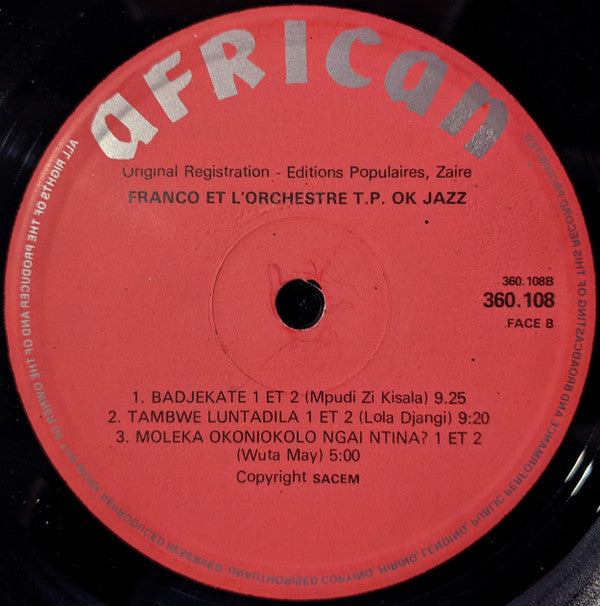 AFRICAN
Original Registration - Editions Populaires, Zaire
FRANCO ET L'ORCHESTRE T.P. OK JAZZ
360.108B
360.108
FACE B
1. BADJEKATE 1 ET 2 (Mpudi Zi Kisala) 9.25
2. TAMBWE LUNTADILA 1 ET 2 (Lola Djangi) 9:20
3. MOLEKA OKONIOKOLO NGAI NTINA? 1 ET 2
(Wuta May) 5:00
Copyright SACEM
ALL RIGHTS OF THE PRODUCER AND OF THE OWNER OF THE WORK REPRODUCED RESERVED UNAUTHORISED COPYING, HIRING, LENDING, PUBLIC PERFORMANCE AND BROADCASTING OF THIS RECORD PROHIBITED